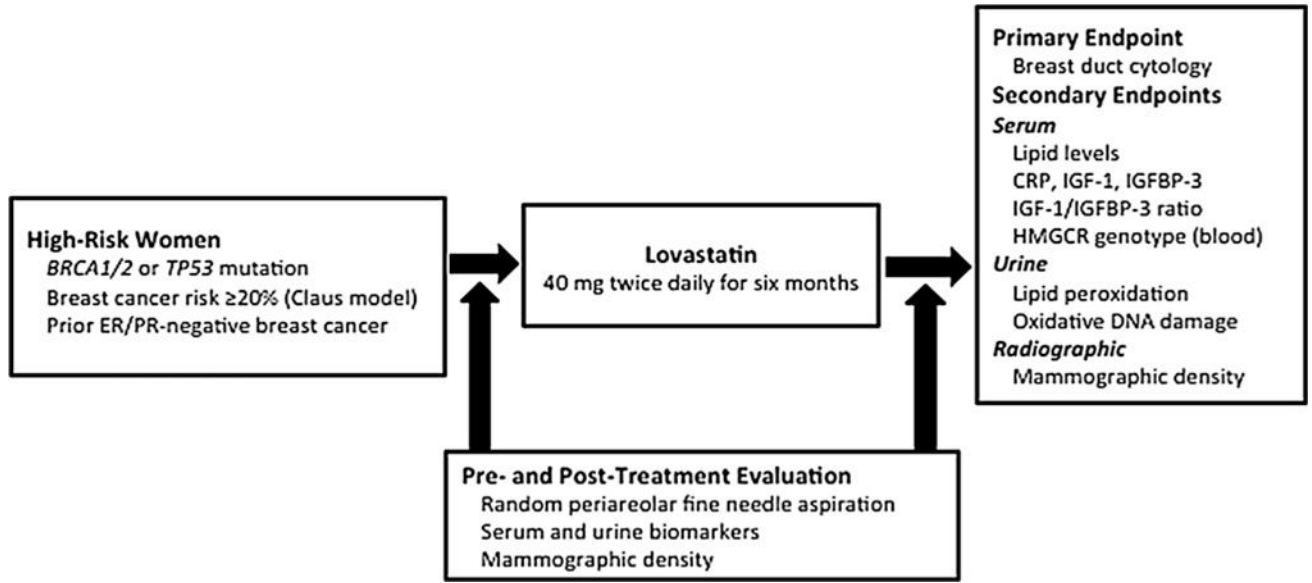 High-Risk Women
BRCA1/2 or TP53 mutation
Breast cancer risk ≥20% (Claus model)
Prior ER/PR-negative breast cancer
Lovastatin
40 mg twice daily for six months
Primary Endpoint
Breast duct cytology
Secondary Endpoints
Serum
Lipid levels
CRP, IGF-1, IGFBP-3
IGF-1/IGFBP-3 ratio
HMGCR genotype (blood)
Urine
Lipid peroxidation
Oxidative DNA damage
Radiographic
Mammographic density
Pre- and Post-Treatment Evaluation
Random periareolar fine needle aspiration
Serum and urine biomarkers
Mammographic density